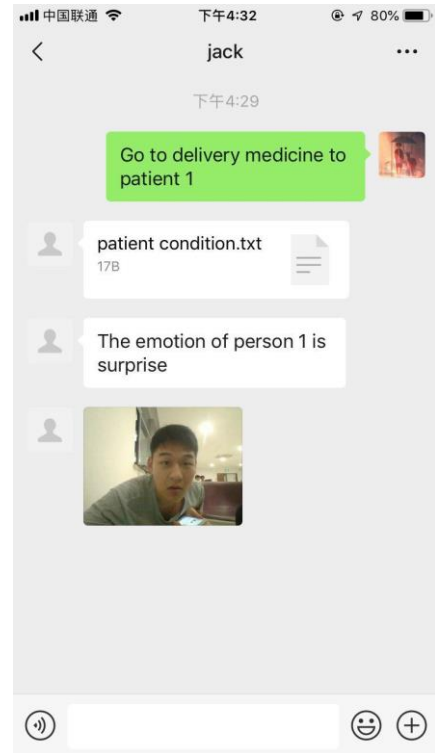 中国联通 下午4:32 80%
jack
下午4:29
Go to delivery medicine to
patient 1
patient condition.txt
17B
The emotion of person 1 is
surprise